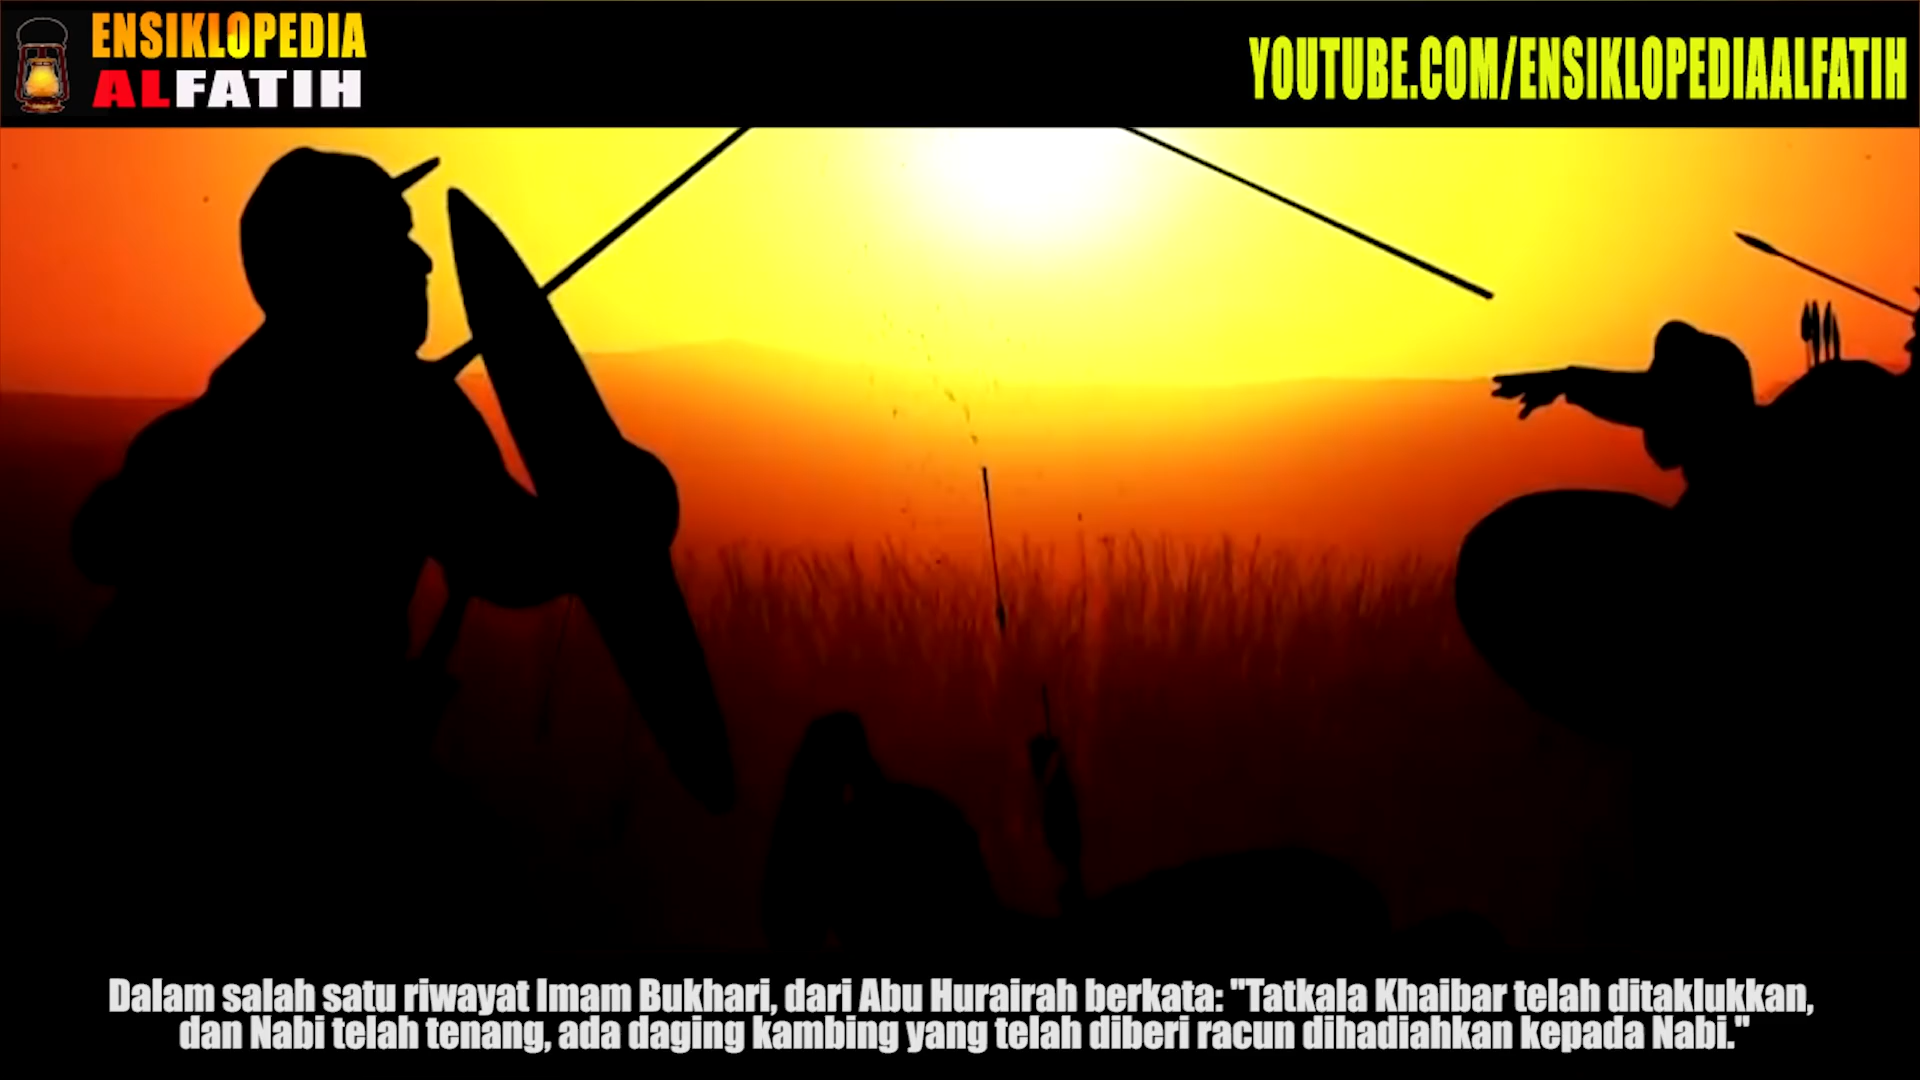 ENSIKLOPEDIA
ALFATIH
YOUTUBE.COM/ENSIKLOPEDIAALFATIH
Dalam salah satu riwayat Imam Bukhari, dari Abu Hurairah berkata: "Tatkala Khaibar telah ditaklukkan,
dan Nabi telah tenang, ada daging kambing yang telah diberi racun dihadiahkan kepada Nabi."